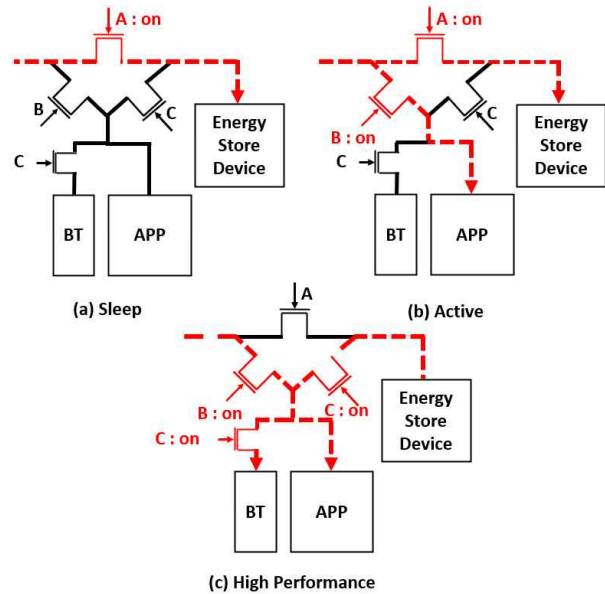 A : on
B
C
C
Energy
Store
Device
BT
APP
(a) Sleep
A : on
B : on
C
C
Energy
Store
Device
BT
APP
(b) Active
A
B : on
C : on
C : on
Energy
Store
Device
BT
APP
(c) High Performance